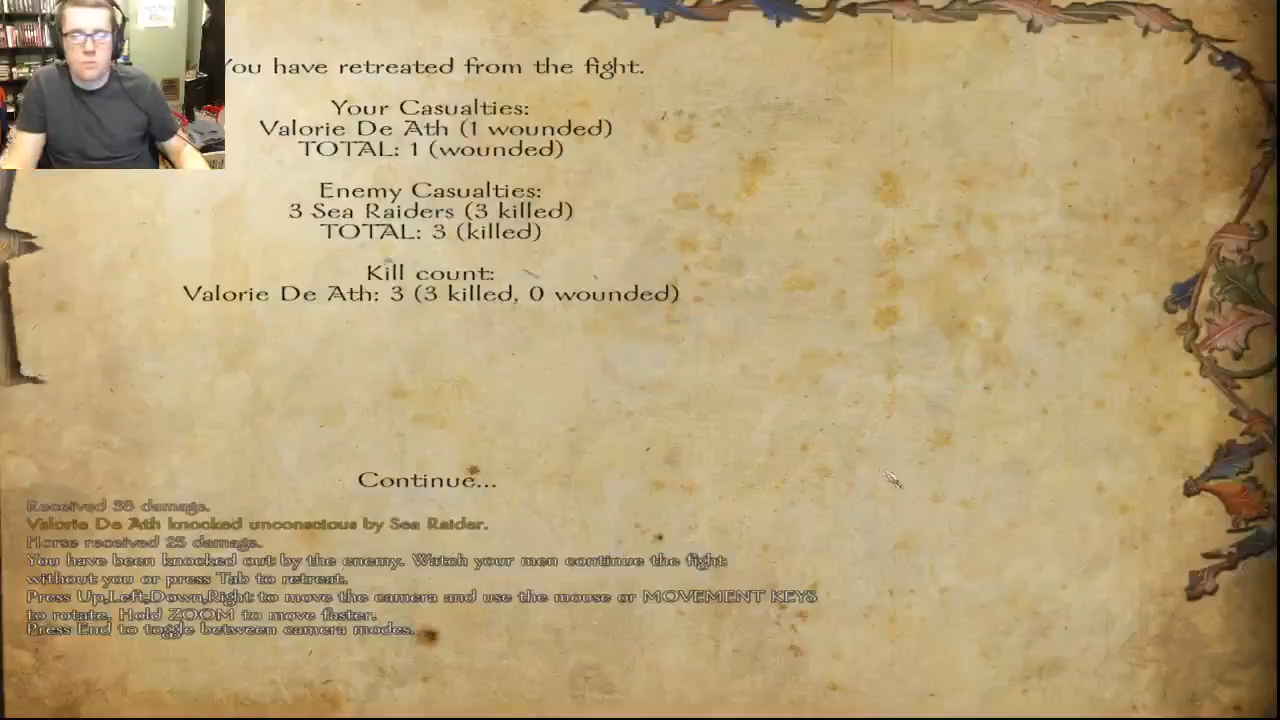 You have retreated from the fight.
Your Casualties:
Valorie De Ath (1 wounded)
TOTAL: 1 (wounded)
Enemy Casualties:
3 Sea Raiders (3 killed)
TOTAL: 3 (killed)
Kill count:
Valorie De Ath: 3 (3 killed, 0 wounded)
Continue...
Received 38 damage.
Valorie De Ath knocked unconscious by Sea Raider.
Horse received 25 damage.
You have been knocked out by the enemy. Watch your men continue the fight
without you or press Tab to retreat.
Press Up,Left,Down,Right to move the camera and use the mouse or MOVEMENT KEYS
to rotate. Hold ZOOM to move faster.
Press End to toggle between camera modes.